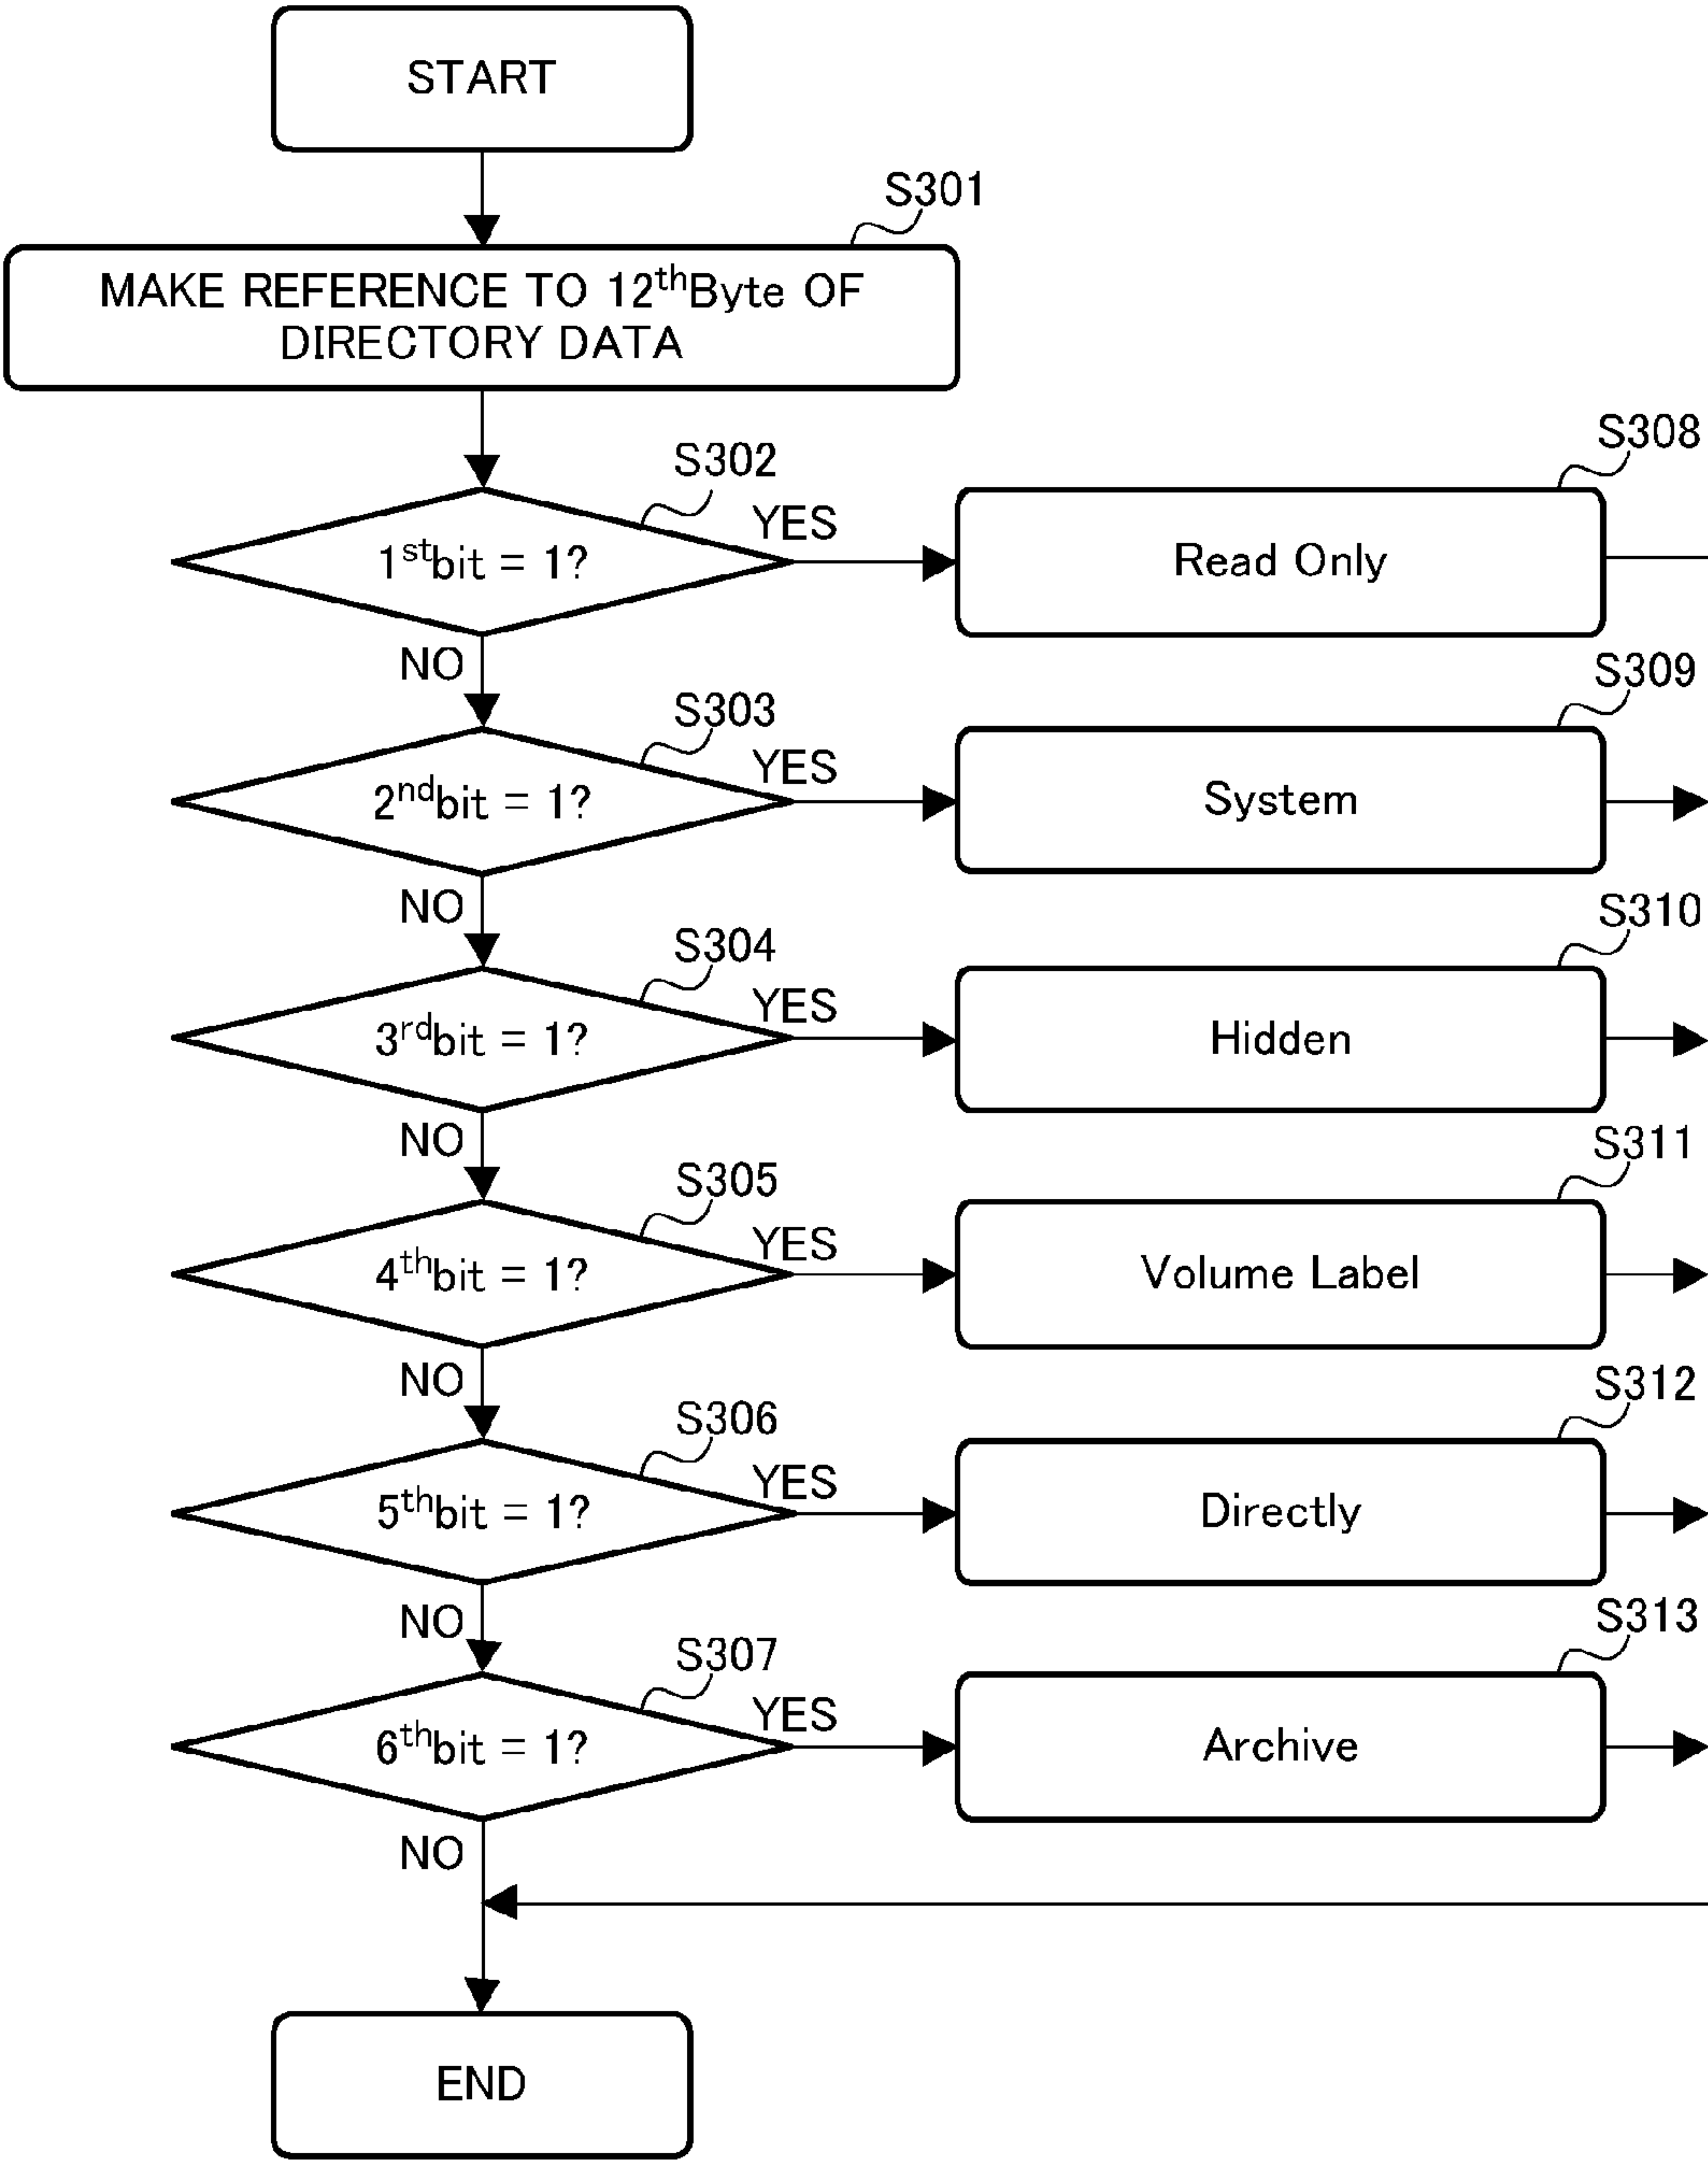 START
S301
MAKE REFERENCE TO 12thByte OF
DIRECTORY DATA
S302
1stbit = 1?
YES
S308
Read Only
NO
S303
2ndbit = 1?
YES
S309
System
NO
S304
3rdbit = 1?
YES
S310
Hidden
NO
S305
4thbit = 1?
YES
S311
Volume Label
NO
S306
5thbit = 1?
YES
S312
Directly
NO
S307
6thbit = 1?
YES
S313
Archive
NO
END